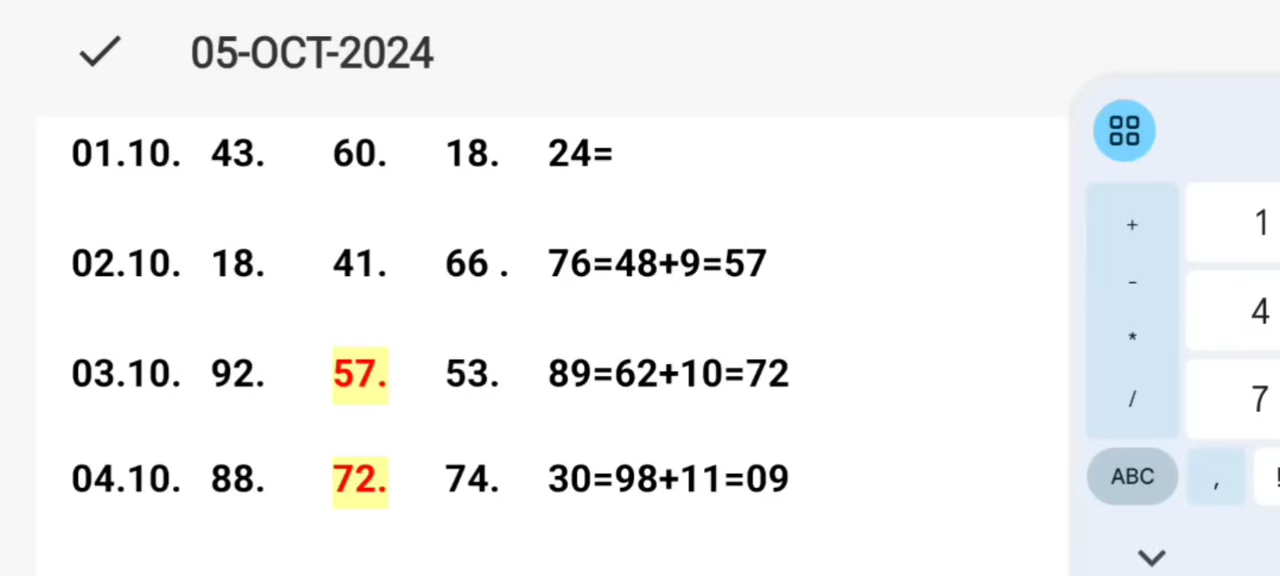 05-OCT-2024
01.10. 43. 60. 18. 24=
02.10. 18. 41. 66 . 76=48+9=57
03.10. 92. 57. 53. 89=62+10=72
04.10. 88. 72. 74. 30=98+11=09
+ 1
-
4
*
/ 7
ABC ,